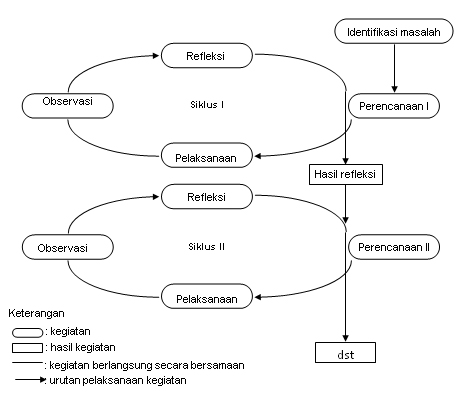 Identifikasi masalah
Refleksi
Observasi
Siklus I
Perencanaan I
Pelaksanaan
Hasil refleksi
Refleksi
Observasi
Siklus II
Perencanaan II
Pelaksanaan
Keterangan
: kegiatan
: hasil kegiatan
: kegiatan berlangsung secara bersamaan
: urutan pelaksanaan kegiatan
dst